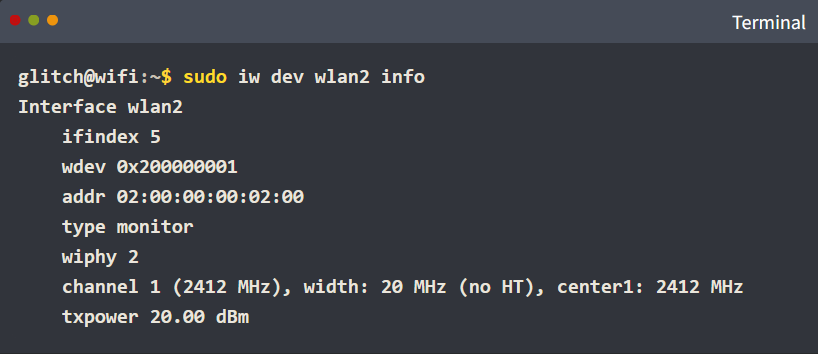 Terminal
glitch@wifi:~$ sudo iw dev wlan2 info
Interface wlan2
ifindex 5
wdev 0x200000001
addr 02:00:00:00:02:00
type monitor
wiphy 2
channel 1 (2412 MHz), width: 20 MHz (no HT), center1: 2412 MHz
txpower 20.00 dBm